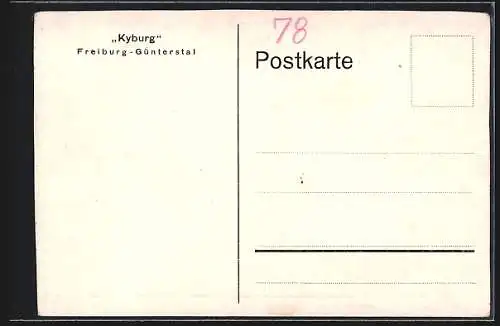 „Kyburg“
Freiburg-Günterstal
78
Postkarte